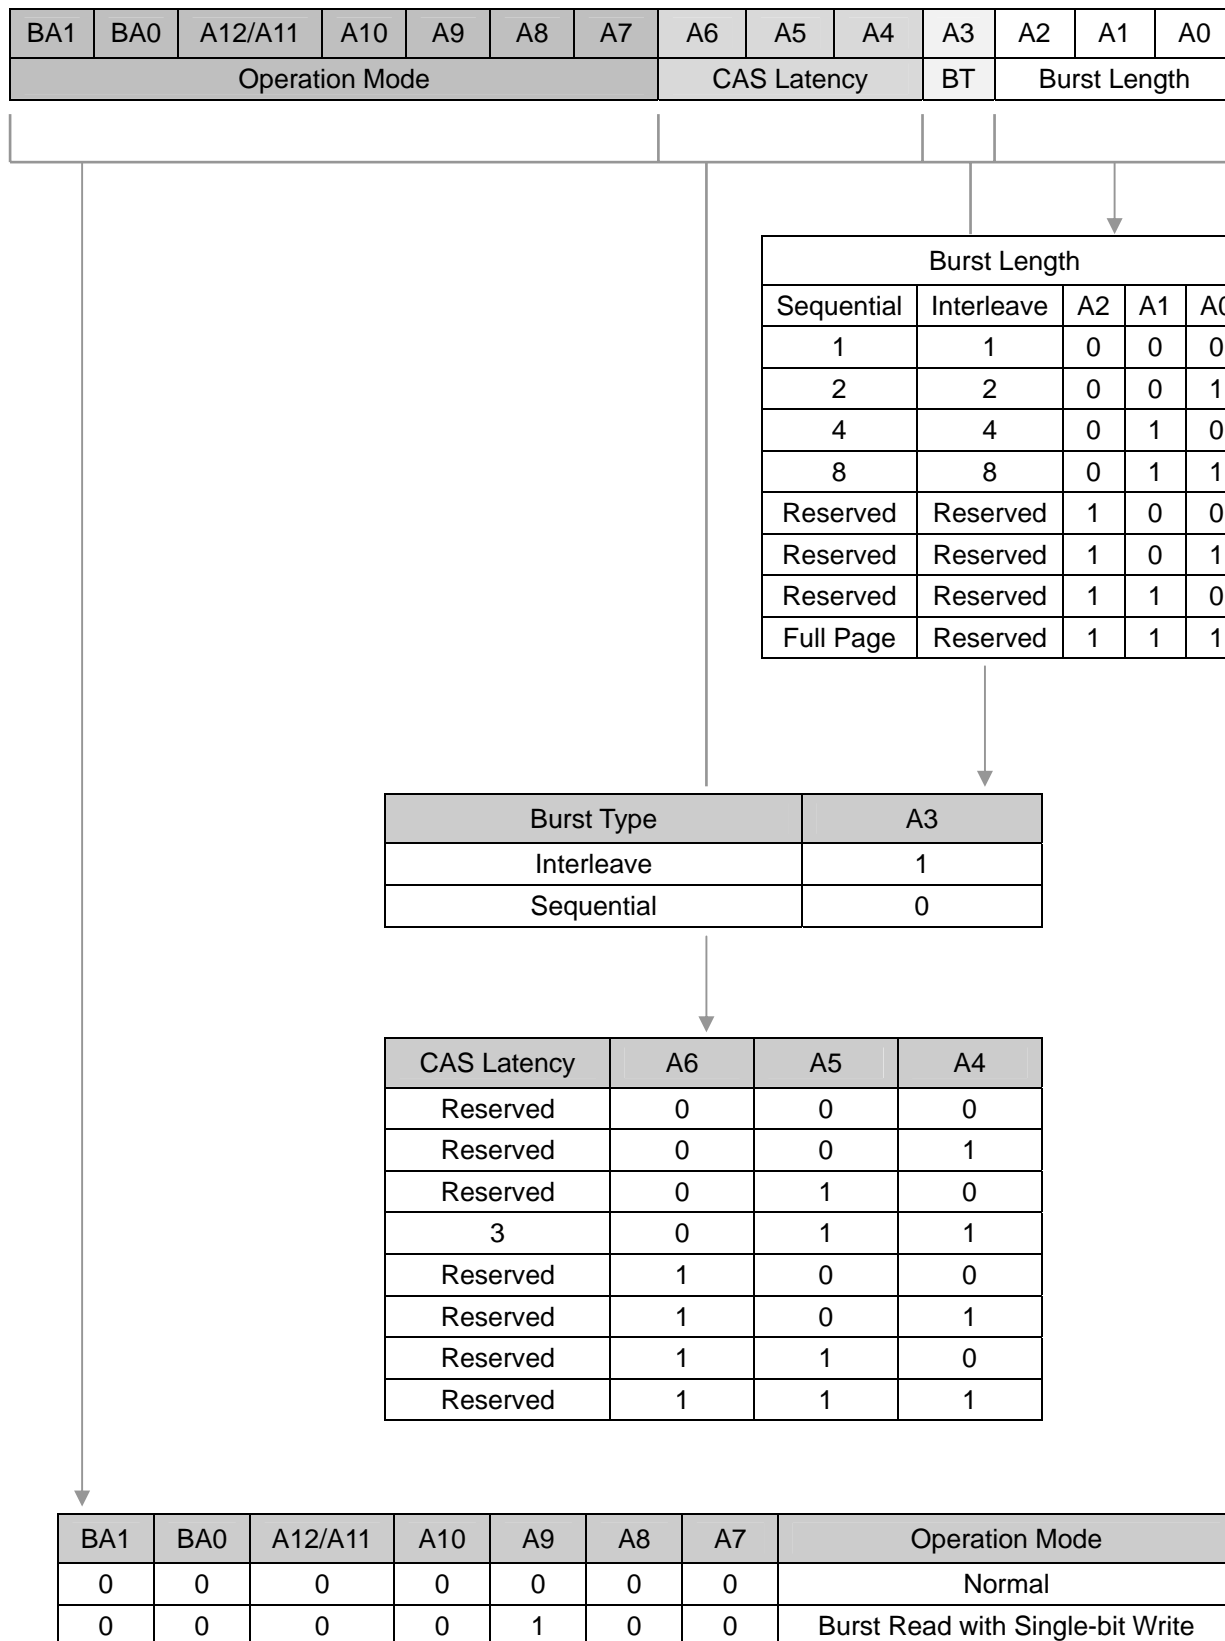 BA1 BA0 A12/A11 A10 A9 A8 A7 A6 A5 A4 A3 A2 A1 A0
Operation Mode CAS Latency BT Burst Length
Burst Length
Sequential Interleave A2 A1 A0
1 1 0 0 0
2 2 0 0 1
4 4 0 1 0
8 8 0 1 1
Reserved Reserved 1 0 0
Reserved Reserved 1 0 1
Reserved Reserved 1 1 0
Full Page Reserved 1 1 1
Burst Type A3
Interleave 1
Sequential 0
CAS Latency A6 A5 A4
Reserved 0 0 0
Reserved 0 0 1
Reserved 0 1 0
3 0 1 1
Reserved 1 0 0
Reserved 1 0 1
Reserved 1 1 0
Reserved 1 1 1
BA1 BA0 A12/A11 A10 A9 A8 A7 Operation Mode
0 0 0 0 0 0 0 Normal
0 0 0 0 1 0 0 Burst Read with Single-bit Write